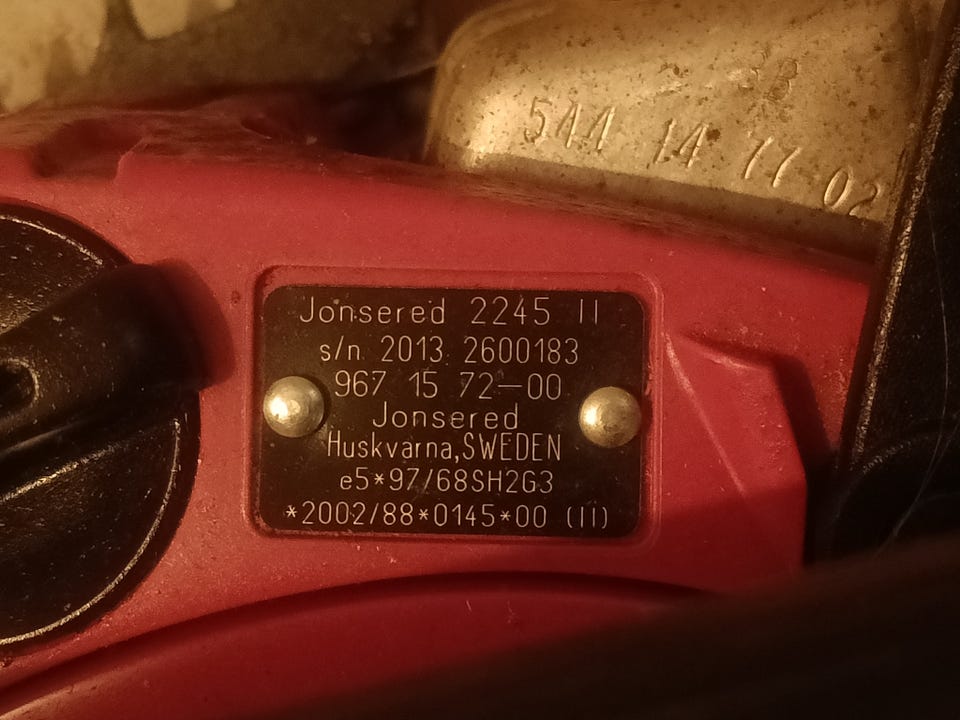 38
544 14 77 02
Jonsered 2245 II
s/n 2013 2600183
967 15 72-00
Jonsered
Huskvarna,SWEDEN
e5*97/68SH2G3
*2002/88*0145*00 (II)